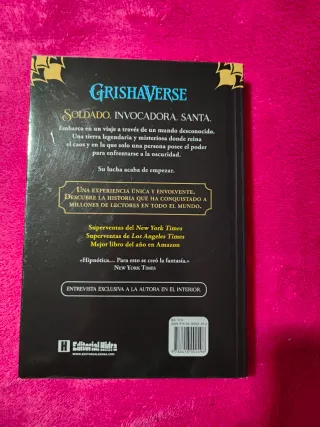 GRISHAVERSE
SOLDADO. INVOCADORA. SANTA.
Embarca en un viaje a través de un mundo desconocido.
Una tierra legendaria y misteriosa donde reina
el caos y en la que solo una persona posee el poder
para enfrentarse a la oscuridad.
Su lucha acaba de empezar.
UNA EXPERIENCIA ÚNICA Y ENVOLVENTE.
DESCUBRE LA HISTORIA QUE HA CONQUISTADO A
MILLONES DE LECTORES EN TODO EL MUNDO.
Superventas del New York Times
Superventas de Los Angeles Times
Mejor libro del año en Amazon
«Hipnótica... Para esto se creó la fantasía.»
NEW YORK TIMES
ENTREVISTA EXCLUSIVA A LA AUTORA EN EL INTERIOR.
H Editorial Hidra